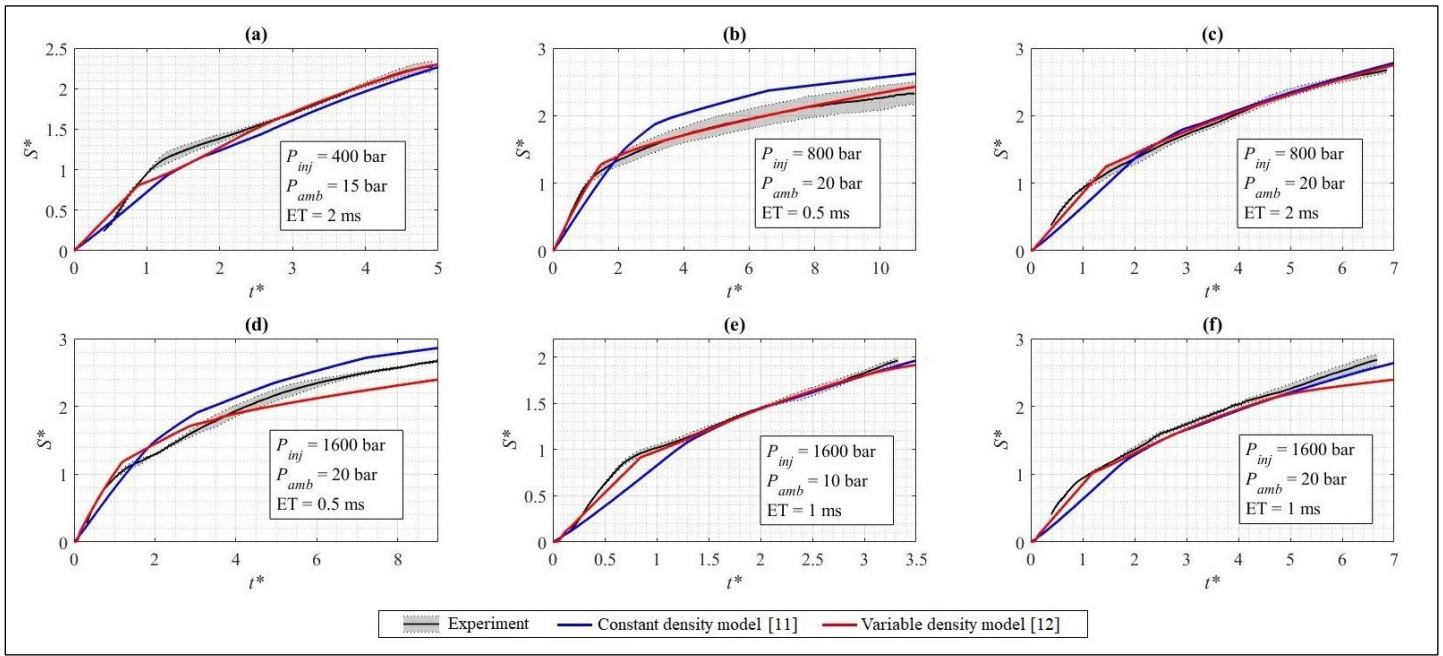 (a)
2.5
2
1.5
1
0.5
0
S*
P_inj = 400 bar
P_amb = 15 bar
ET = 2 ms
0 1 2 3 4 5
t*
(b)
3
2
1
0
S*
P_inj = 800 bar
P_amb = 20 bar
ET = 0.5 ms
0 2 4 6 8 10
t*
(c)
3
2
1
0
S*
P_inj = 800 bar
P_amb = 20 bar
ET = 2 ms
0 1 2 3 4 5 6 7
t*
(d)
3
2
1
0
S*
P_inj = 1600 bar
P_amb = 20 bar
ET = 0.5 ms
0 2 4 6 8
t*
(e)
2
1.5
1
0.5
0
S*
P_inj = 1600 bar
P_amb = 10 bar
ET = 1 ms
0 0.5 1 1.5 2 2.5 3 3.5
t*
(f)
3
2
1
0
S*
P_inj = 1600 bar
P_amb = 20 bar
ET = 1 ms
0 1 2 3 4 5 6 7
t*
Experiment Constant density model [11] Variable density model [12]